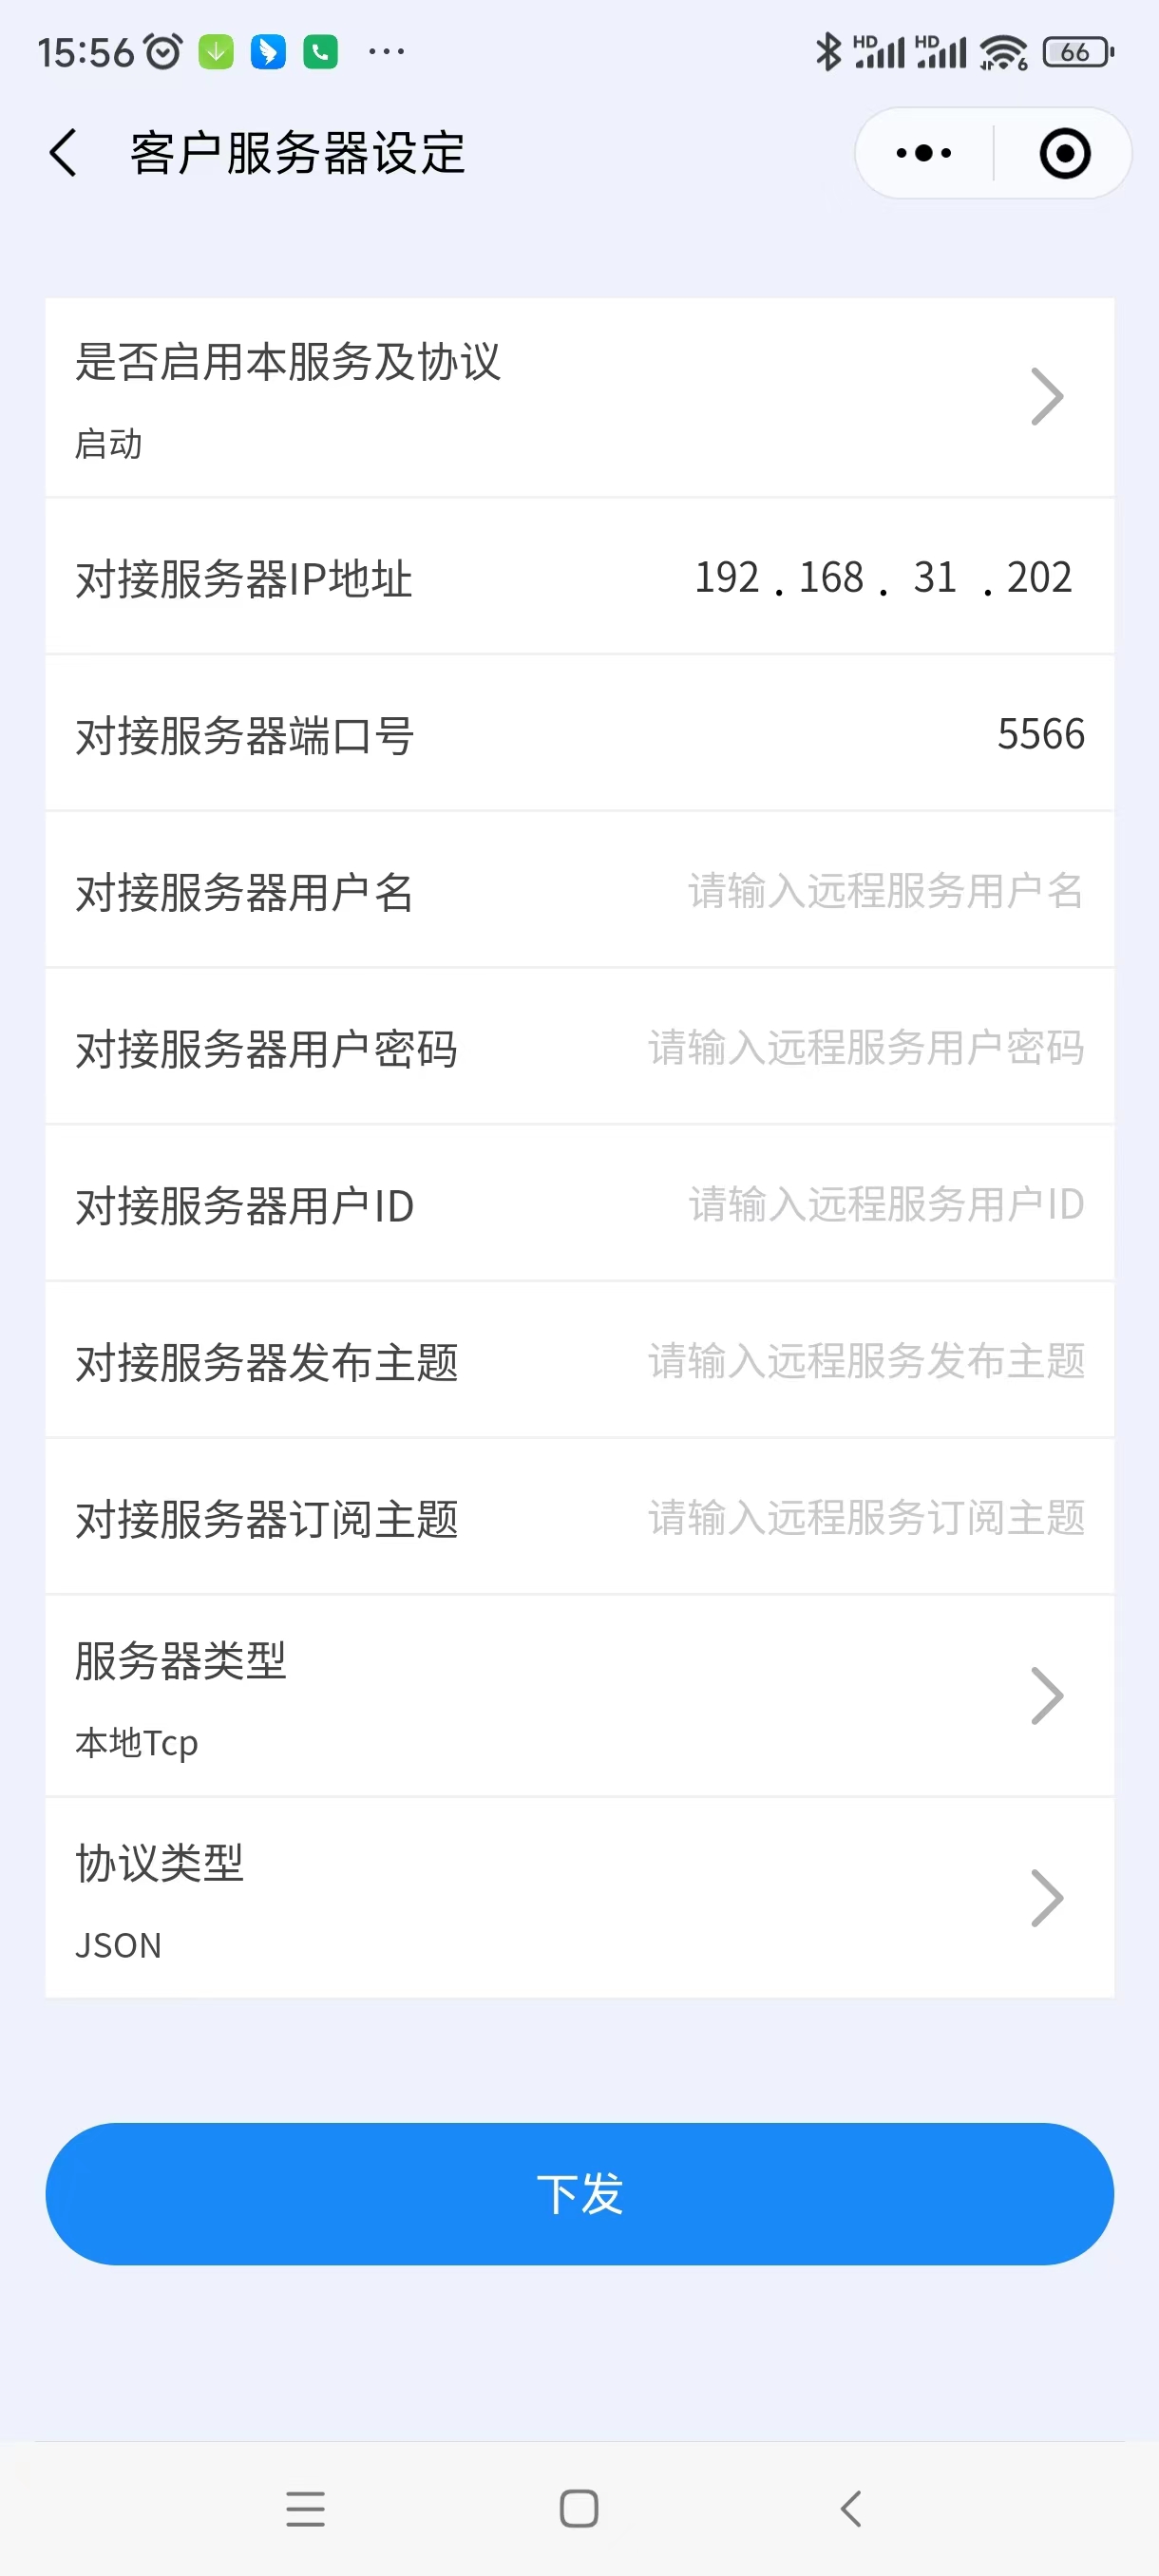 15:56 ... HD HD 6 66
客户服务器设定
是否启用本服务及协议
启动
对接服务器IP地址 192 . 168 . 31 . 202
对接服务器端口号 5566
对接服务器用户名 请输入远程服务用户名
对接服务器用户密码 请输入远程服务用户密码
对接服务器用户ID 请输入远程服务用户ID
对接服务器发布主题 请输入远程服务发布主题
对接服务器订阅主题 请输入远程服务订阅主题
服务器类型
本地Tcp
协议类型
JSON
下发